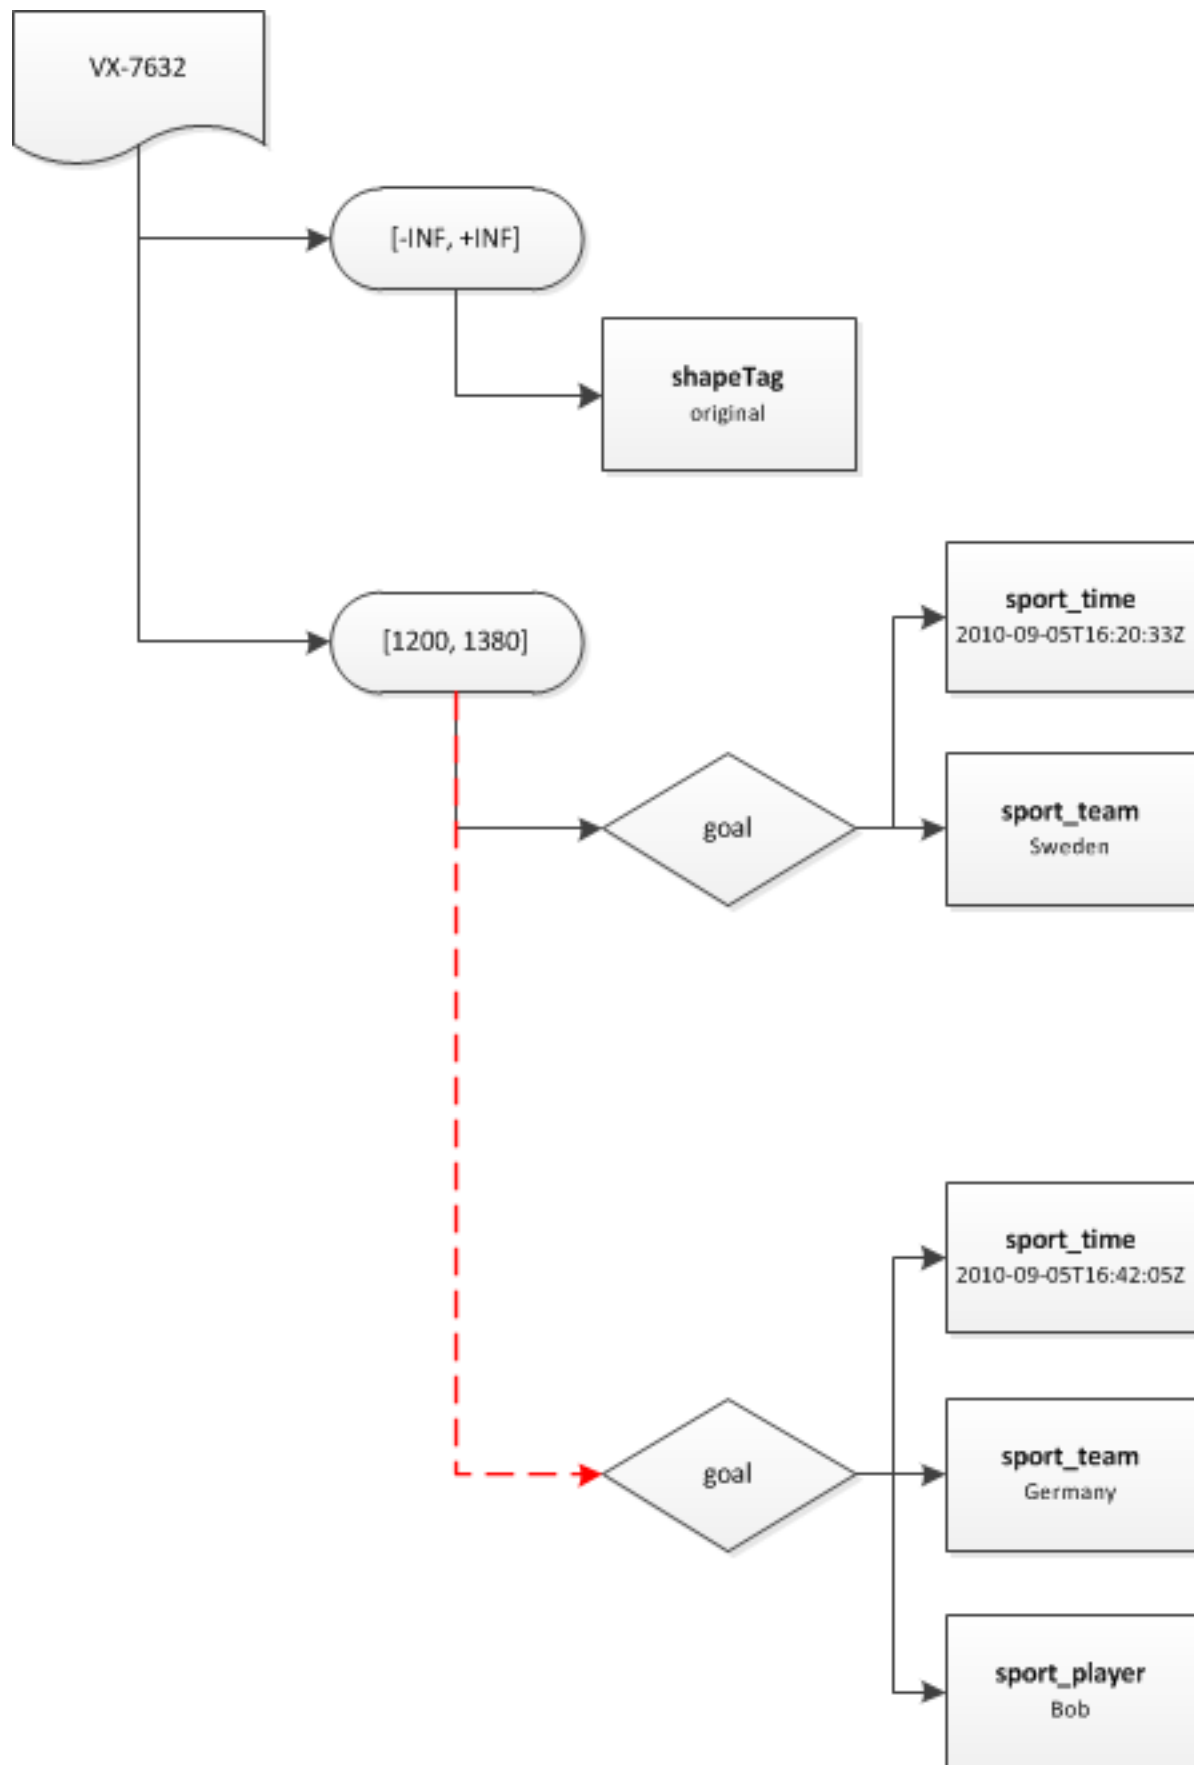 VX-7632
[-INF, +INF]
shapeTag
original
sport_time
2010-09-05T16:20:33Z
[1200, 1380]
sport_team
Sweden
goal
sport_time
2010-09-05T16:42:05Z
sport_team
Germany
goal
sport_player
Bob